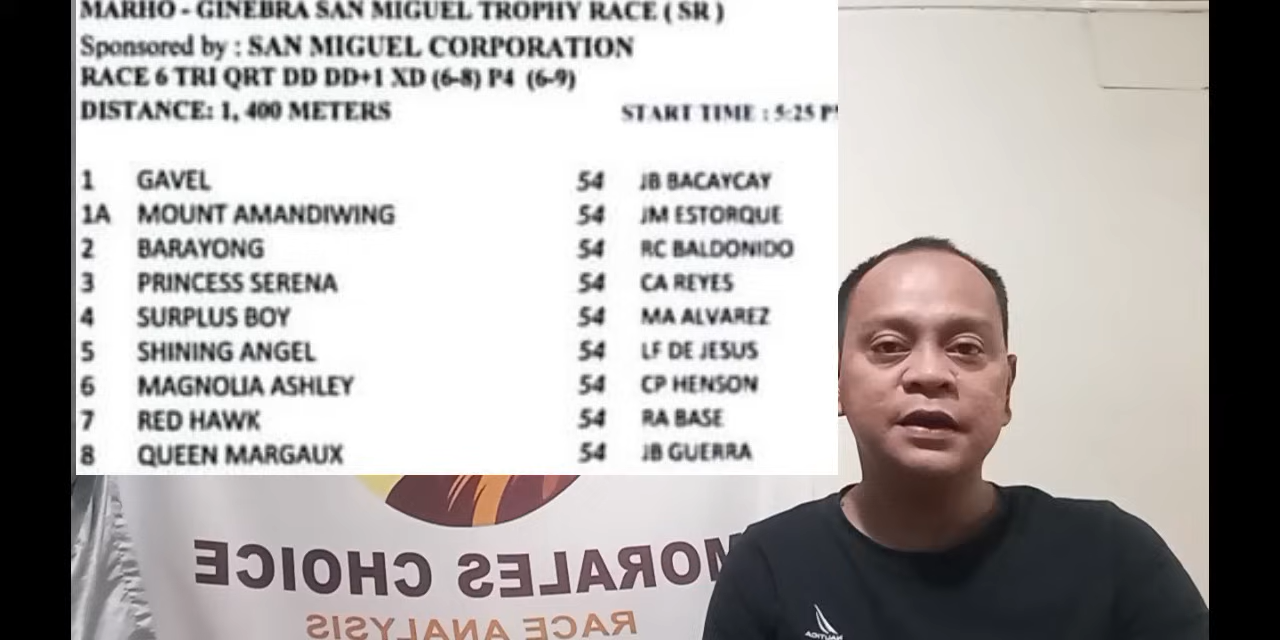 MARHO - GINEBRA SAN MIGUEL TROPHY RACE ( SR )
Sponsored by : SAN MIGUEL CORPORATION
RACE 6 TRI QRT DD DD+1 XD (6-8) P4 (6-9)
DISTANCE: 1, 400 METERS START TIME : 5:25 P
1 GAVEL 54 JB BACAYCAY
1A MOUNT AMANDIWING 54 JM ESTORQUE
2 BARAYONG 54 RC BALDONIDO
3 PRINCESS SERENA 54 CA REYES
4 SURPLUS BOY 54 MA ALVAREZ
5 SHINING ANGEL 54 LF DE JESUS
6 MAGNOLIA ASHLEY 54 CP HENSON
7 RED HAWK 54 RA BASE
8 QUEEN MARGAUX 54 JB GUERRA
MORALES CHOICE
RACE ANALYSIS
NAUTICA